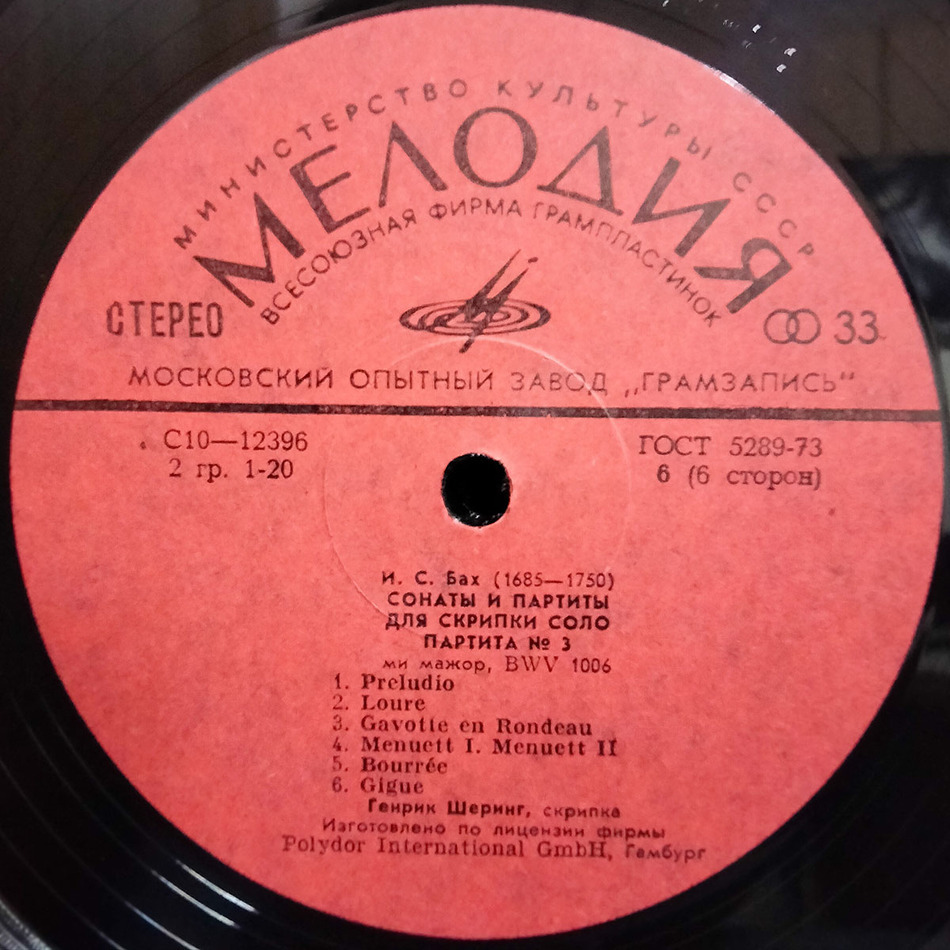 МИНИСТЕРСТВО КУЛЬТУРЫ СССР
МЕЛОДИЯ
ВСЕСОЮЗНАЯ ФИРМА ГРАМПЛАСТИНОК
СТЕРЕО
33
МОСКОВСКИЙ ОПЫТНЫЙ ЗАВОД „ГРАМЗАПИСЬ“
С10—12396
ГОСТ 5289-73
2 гр. 1-20
6 (6 сторон)
И. С. Бах (1685—1750)
СОНАТЫ И ПАРТИТЫ
ДЛЯ СКРИПКИ СОЛО
ПАРТИТА № 3
ми мажор, BWV 1006
1. Preludio
2. Loure
3. Gavotte en Rondeau
4. Menuett I. Menuett II
5. Bourrée
6. Gigue
Генрик Шеринг, скрипка
Изготовлено по лицензии фирмы
Polydor International GmbH, Гамбург